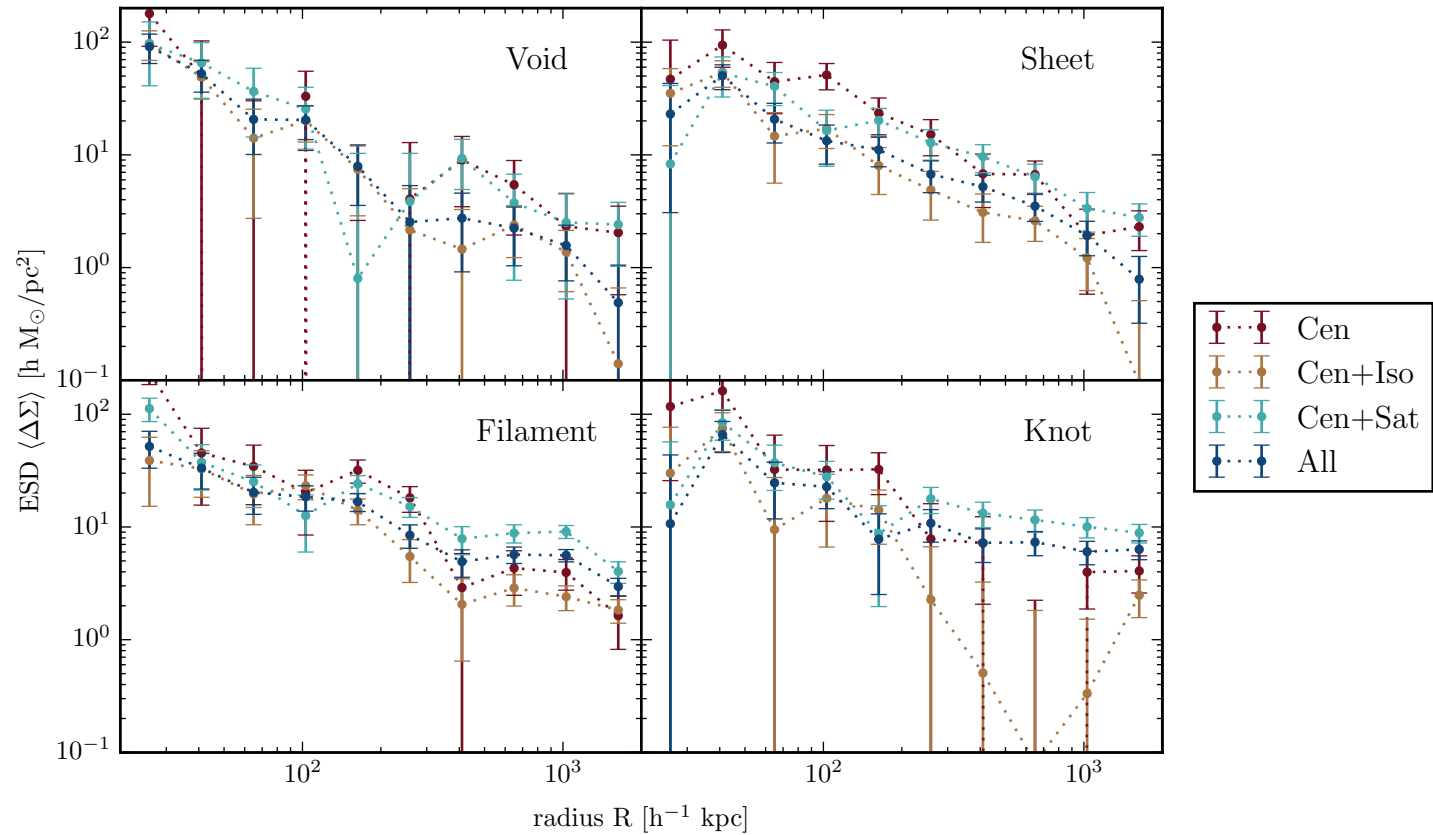 10²
10¹
10⁰
10⁻¹
Void
Sheet
10²
10¹
10⁰
10⁻¹
Filament
Knot
10²
10³
10²
10³
ESD ⟨ΔΣ⟩ [h M⊙/pc²]
radius R [h⁻¹ kpc]
Cen
Cen+Iso
Cen+Sat
All